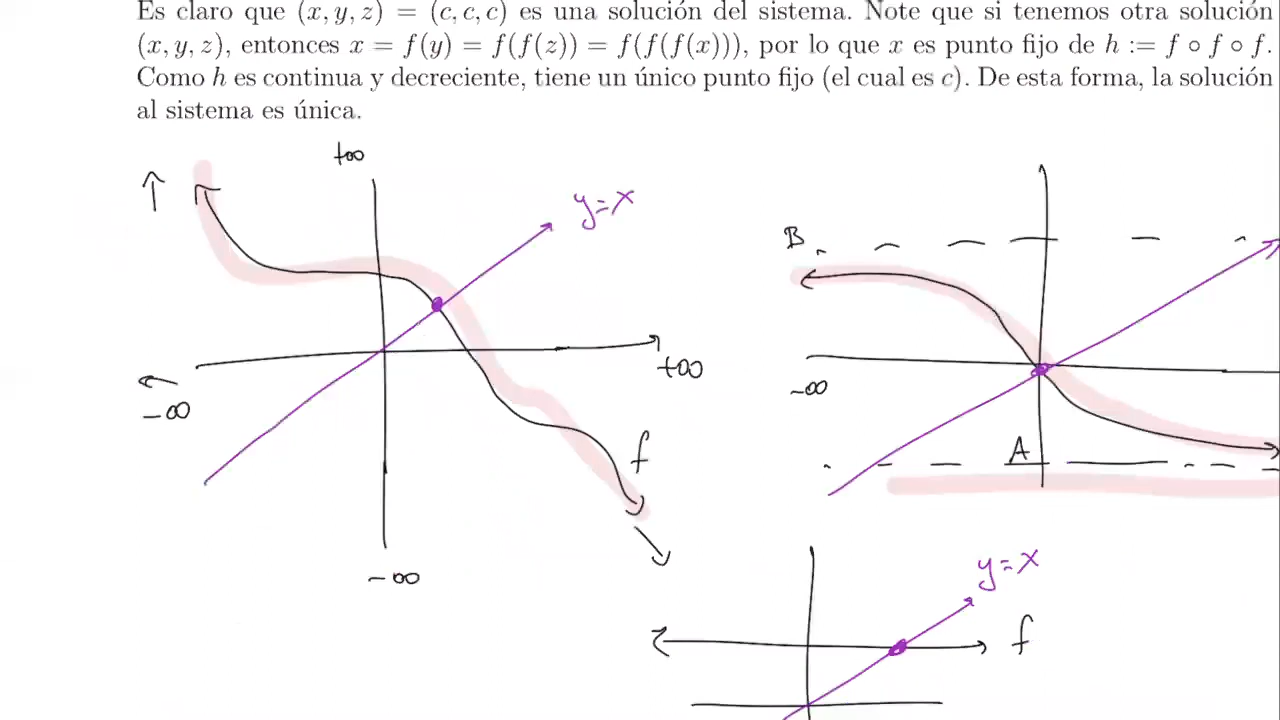 Es claro que (x, y, z) = (c, c, c) es una solución del sistema. Note que si tenemos otra solución
(x, y, z), entonces x = f(y) = f(f(z)) = f(f(f(x))), por lo que x es punto fijo de h := f ∘ f ∘ f.
Como h es continua y decreciente, tiene un único punto fijo (el cual es c). De esta forma, la solución
al sistema es única.
+∞
y=x
B
+∞
-∞
-∞
f
A
-∞
y=x
f